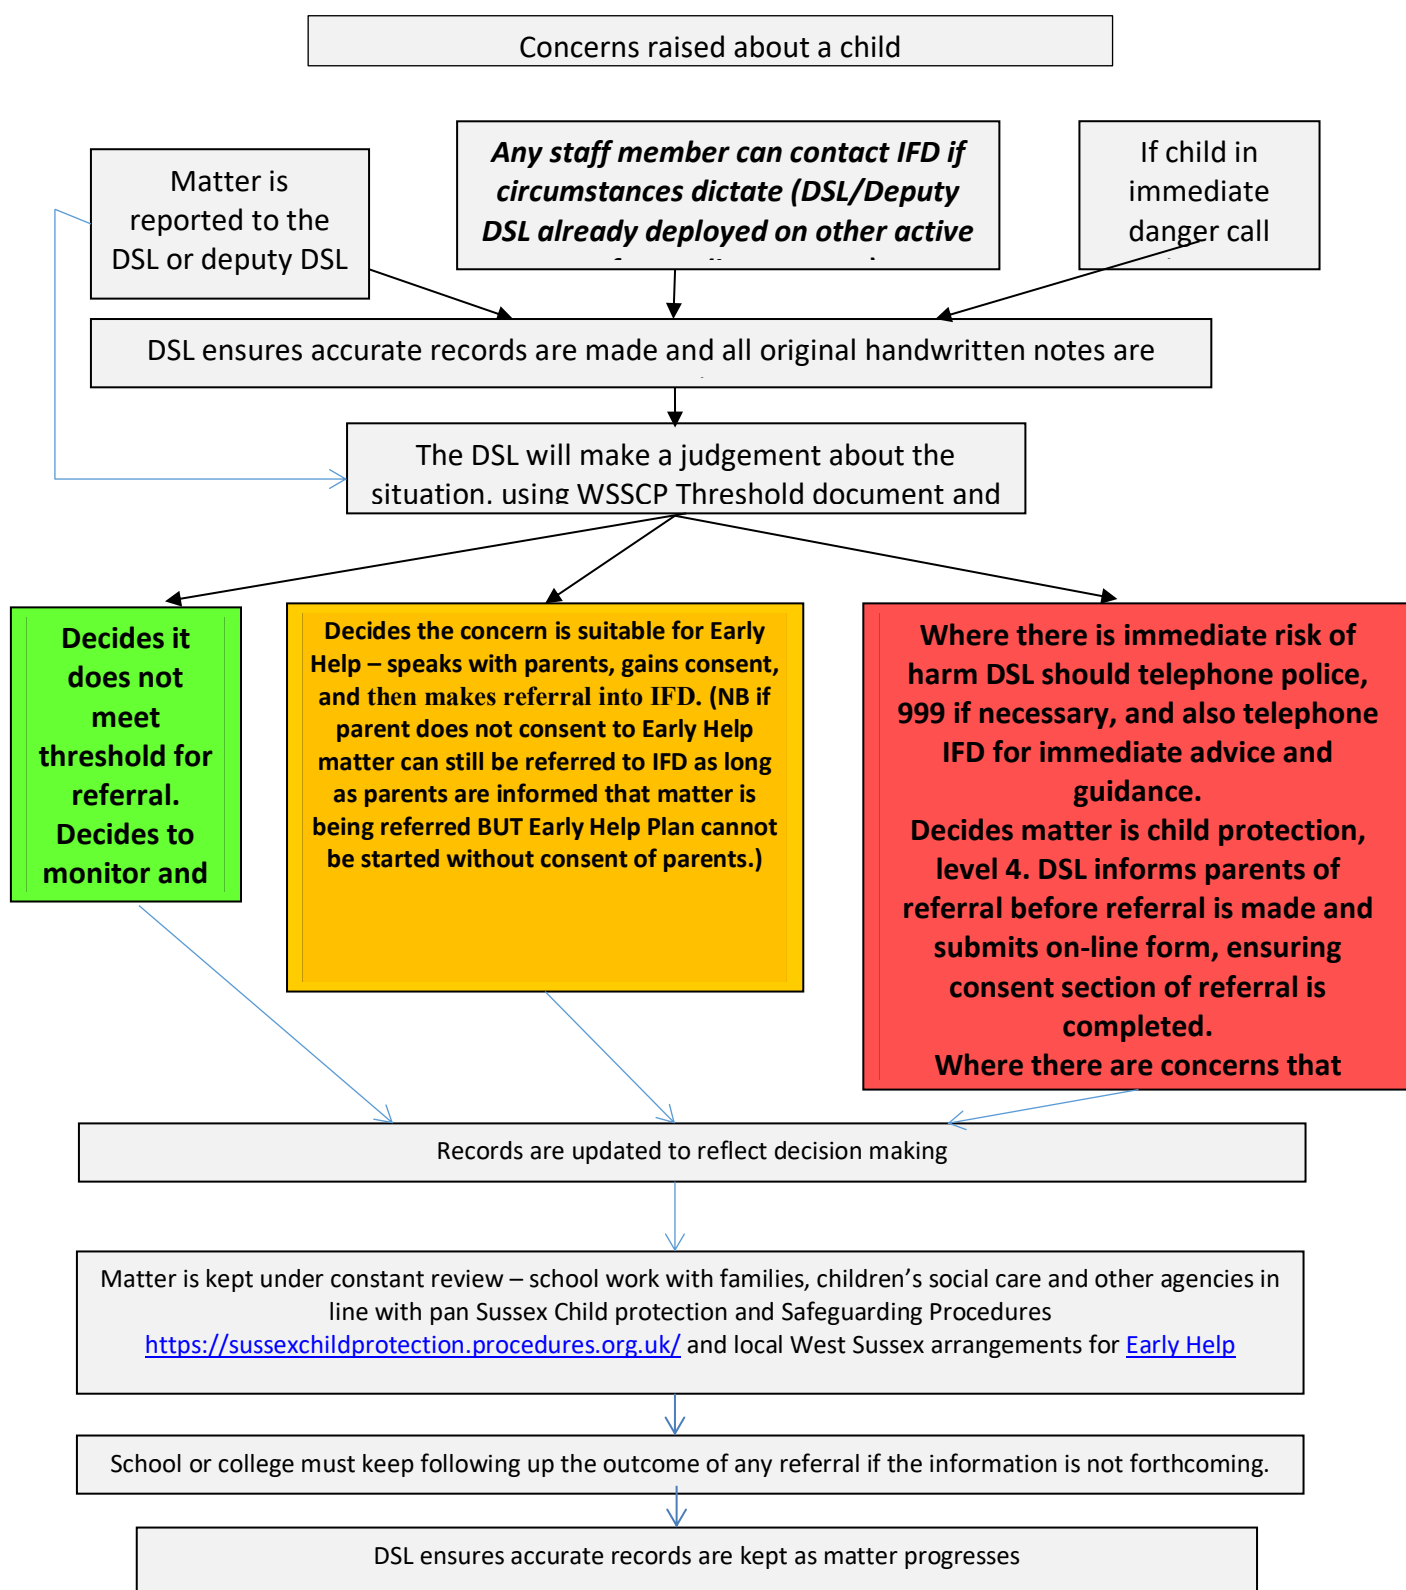 Concerns raised about a child
Matter is
reported to the
DSL or deputy DSL
Any staff member can contact IFD if
circumstances dictate (DSL/Deputy
DSL already deployed on other active
If child in
immediate
danger call
DSL ensures accurate records are made and all original handwritten notes are
The DSL will make a judgement about the
situation, using WSSCP Threshold document and
Decides it
does not
meet
threshold for
referral.
Decides to
monitor and
Decides the concern is suitable for Early
Help – speaks with parents, gains consent,
and then makes referral into IFD. (NB if
parent does not consent to Early Help
matter can still be referred to IFD as long
as parents are informed that matter is
being referred BUT Early Help Plan cannot
be started without consent of parents.)
Where there is immediate risk of
harm DSL should telephone police,
999 if necessary, and also telephone
IFD for immediate advice and
guidance.
Decides matter is child protection,
level 4. DSL informs parents of
referral before referral is made and
submits on-line form, ensuring
consent section of referral is
completed.
Where there are concerns that
Records are updated to reflect decision making
Matter is kept under constant review – school work with families, children’s social care and other agencies in
line with pan Sussex Child protection and Safeguarding Procedures
https://sussexchildprotection.procedures.org.uk/ and local West Sussex arrangements for Early Help
School or college must keep following up the outcome of any referral if the information is not forthcoming.
DSL ensures accurate records are kept as matter progresses